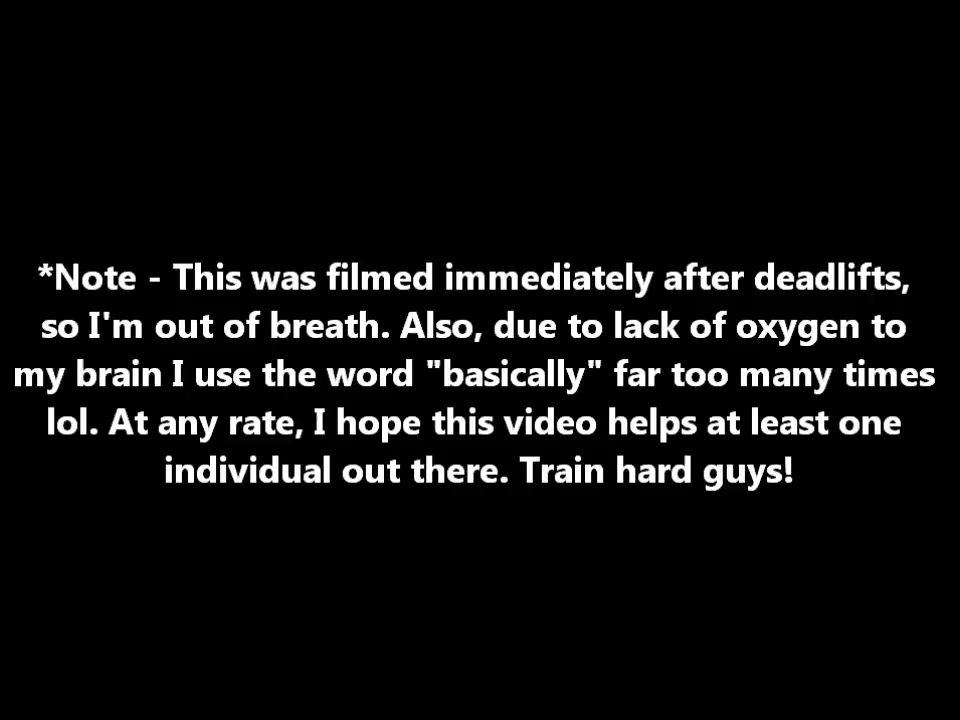 *Note - This was filmed immediately after deadlifts,
so I'm out of breath. Also, due to lack of oxygen to
my brain I use the word "basically" far too many times
lol. At any rate, I hope this video helps at least one
individual out there. Train hard guys!